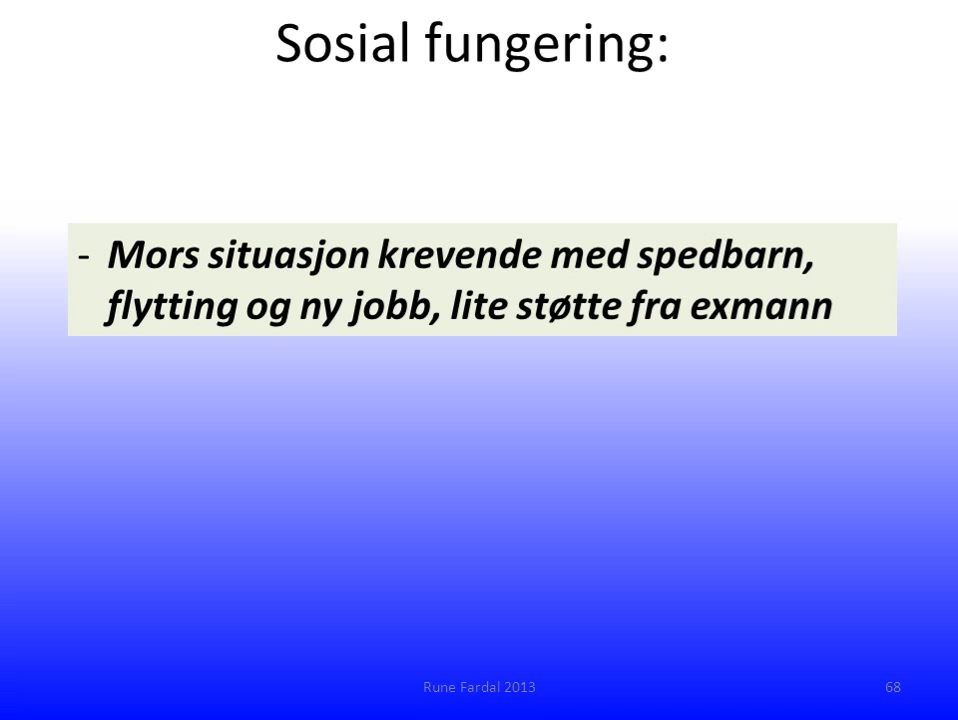 Sosial fungering:
- Mors situasjon krevende med spedbarn,
flytting og ny jobb, lite støtte fra exmann
Rune Fardal 2013
68